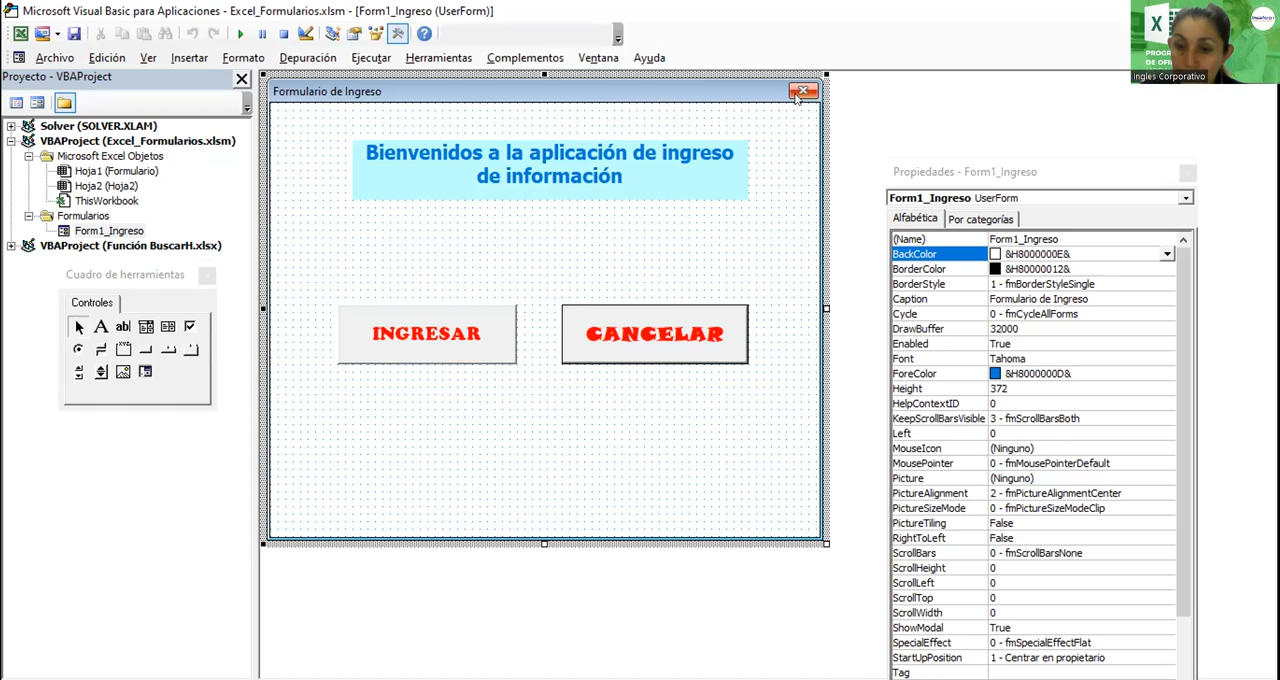 Microsoft Visual Basic para Aplicaciones - Excel_Formularios.xlsm - [Form1_Ingreso (UserForm)]
Archivo Edición Ver Insertar Formato Depuración Ejecutar Herramientas Complementos Ventana Ayuda
Ingles Corporativo
Proyecto - VBAProject
Solver (SOLVER.XLAM)
VBAProject (Excel_Formularios.xlsm)
Microsoft Excel Objetos
Hoja1 (Formulario)
Hoja2 (Hoja2)
ThisWorkbook
Formularios
Form1_Ingreso
VBAProject (Función BuscarH.xlsx)
Cuadro de herramientas
Controles
A ab|
Formulario de Ingreso
Bienvenidos a la aplicación de ingreso
de información
INGRESAR
CANCELAR
Propiedades - Form1_Ingreso
Form1_Ingreso UserForm
Alfabética Por categorías
(Name) Form1_Ingreso
BackColor &H8000000E&
BorderColor &H80000012&
BorderStyle 1 - fmBorderStyleSingle
Caption Formulario de Ingreso
Cycle 0 - fmCycleAllForms
DrawBuffer 32000
Enabled True
Font Tahoma
ForeColor &H8000000D&
Height 372
HelpContextID 0
KeepScrollBarsVisible 3 - fmScrollBarsBoth
Left 0
MouseIcon (Ninguno)
MousePointer 0 - fmMousePointerDefault
Picture (Ninguno)
PictureAlignment 2 - fmPictureAlignmentCenter
PictureSizeMode 0 - fmPictureSizeModeClip
PictureTiling False
RightToLeft False
ScrollBars 0 - fmScrollBarsNone
ScrollHeight 0
ScrollLeft 0
ScrollTop 0
ScrollWidth 0
ShowModal True
SpecialEffect 0 - fmSpecialEffectFlat
StartUpPosition 1 - Centrar en propietario
Tag